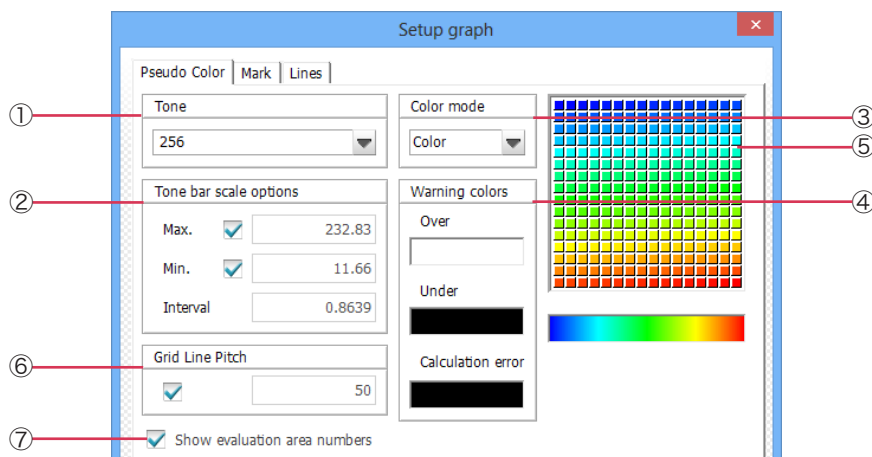 Setup graph
Pseudo Color Mark Lines
① Tone
256
Color mode ③
Color
⑤
② Tone bar scale options
Max. 232.83
Min. 11.66
Interval 0.8639
Warning colors ④
Over
Under
Calculation error
⑥ Grid Line Pitch
50
⑦ Show evaluation area numbers